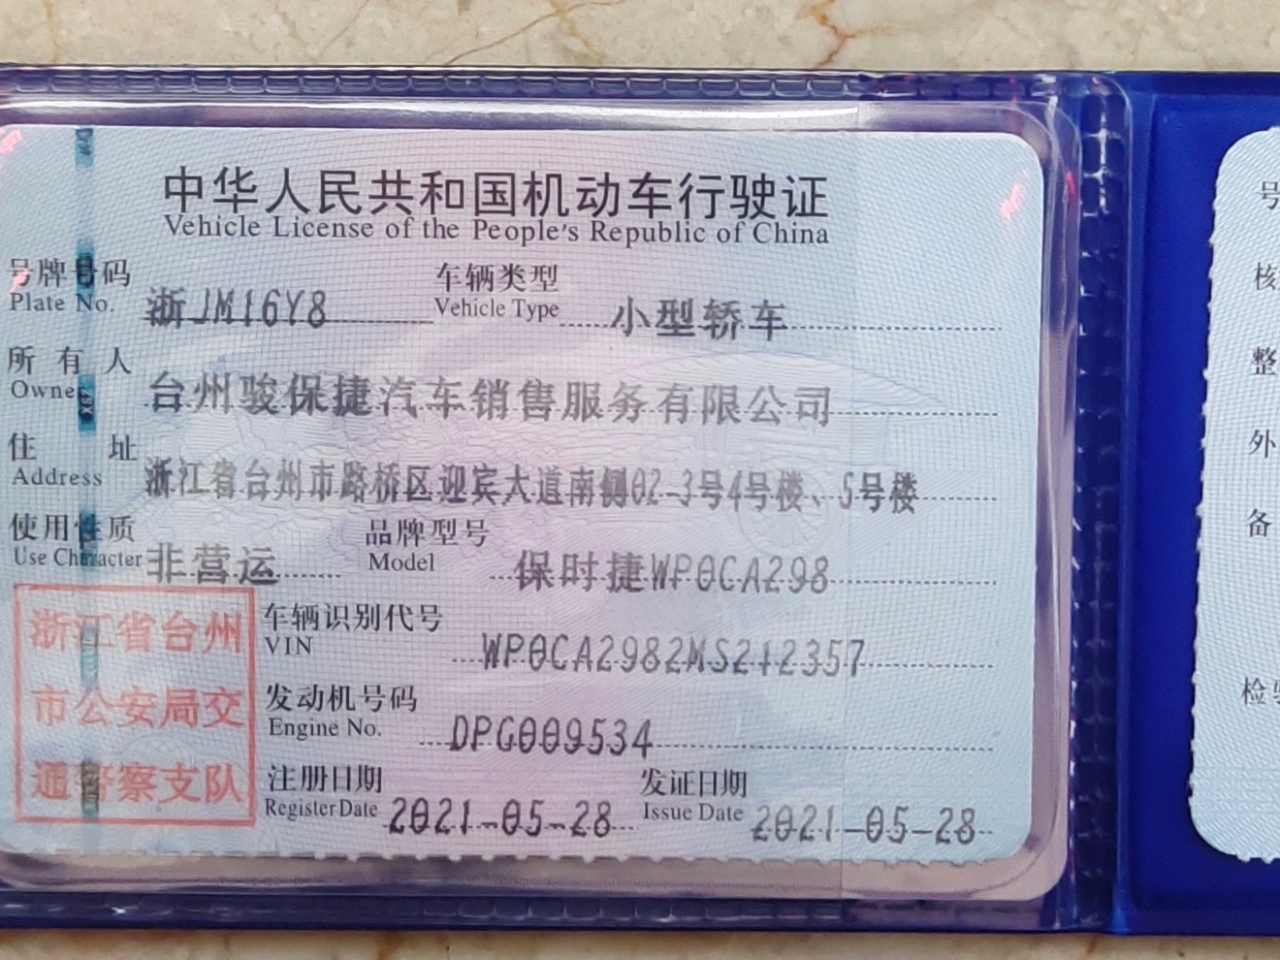 中华人民共和国机动车行驶证
Vehicle License of the People's Republic of China
号牌号码 浙JM16Y8 车辆类型 小型轿车
Plate No. Vehicle Type
所有人 台州骏保捷汽车销售服务有限公司
Owner
住址 浙江省台州市路桥区迎宾大道南侧02-3号4号楼、5号楼
Address
使用性质 非营运 品牌型号 保时捷WP0CA298
Use Character Model
车辆识别代号 WP0CA2982MS212357
VIN
发动机号码 DPG009534
Engine No.
注册日期 2021-05-28 发证日期 2021-05-28
Register Date Issue Date
浙江省台州
市公安局交
通警察支队
号
核
整
外
备
检验